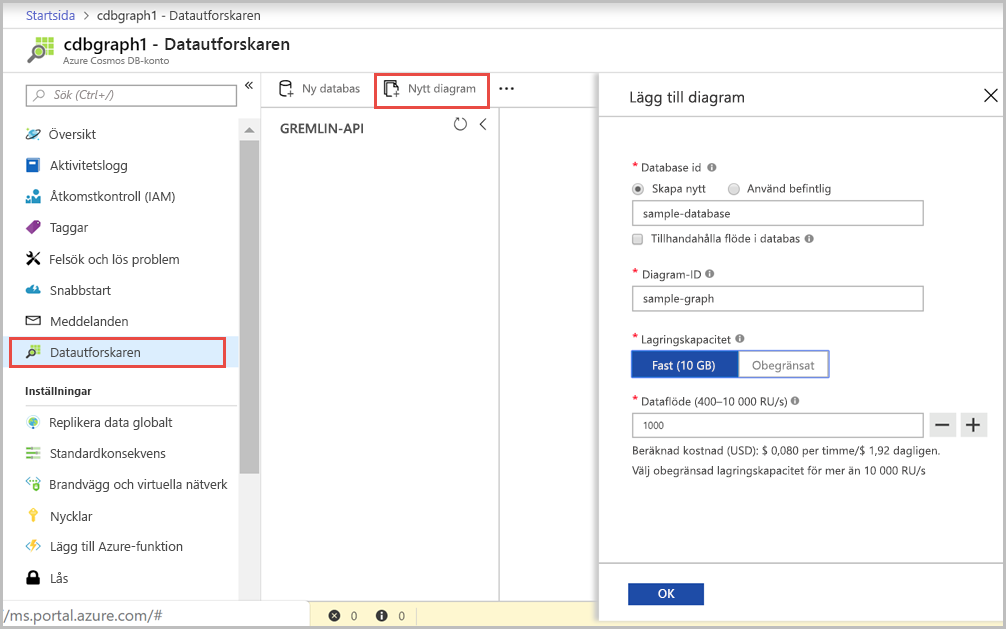 Startsida > cdbgraph1 - Datautforskaren
cdbgraph1 - Datautforskaren
Azure Cosmos DB-konto
Sök (Ctrl+/)
«
Översikt
Aktivitetslogg
Åtkomstkontroll (IAM)
Taggar
Felsök och lös problem
Snabbstart
Meddelanden
Datautforskaren
Inställningar
Replikera data globalt
Standardkonsekvens
Brandvägg och virtuella nätverk
Nycklar
Lägg till Azure-funktion
Lås
/ms.portal.azure.com/#
Ny databas
Nytt diagram
...
GREMLIN-API
0 0
Lägg till diagram
* Database id
Skapa nytt Använd befintlig
sample-database
Tillhandahålla flöde i databas
* Diagram-ID
sample-graph
* Lagringskapacitet
Fast (10 GB) Obegränsat
* Dataflöde (400–10 000 RU/s)
1000
Beräknad kostnad (USD): $ 0,080 per timme/$ 1,92 dagligen.
Välj obegränsad lagringskapacitet för mer än 10 000 RU/s
OK